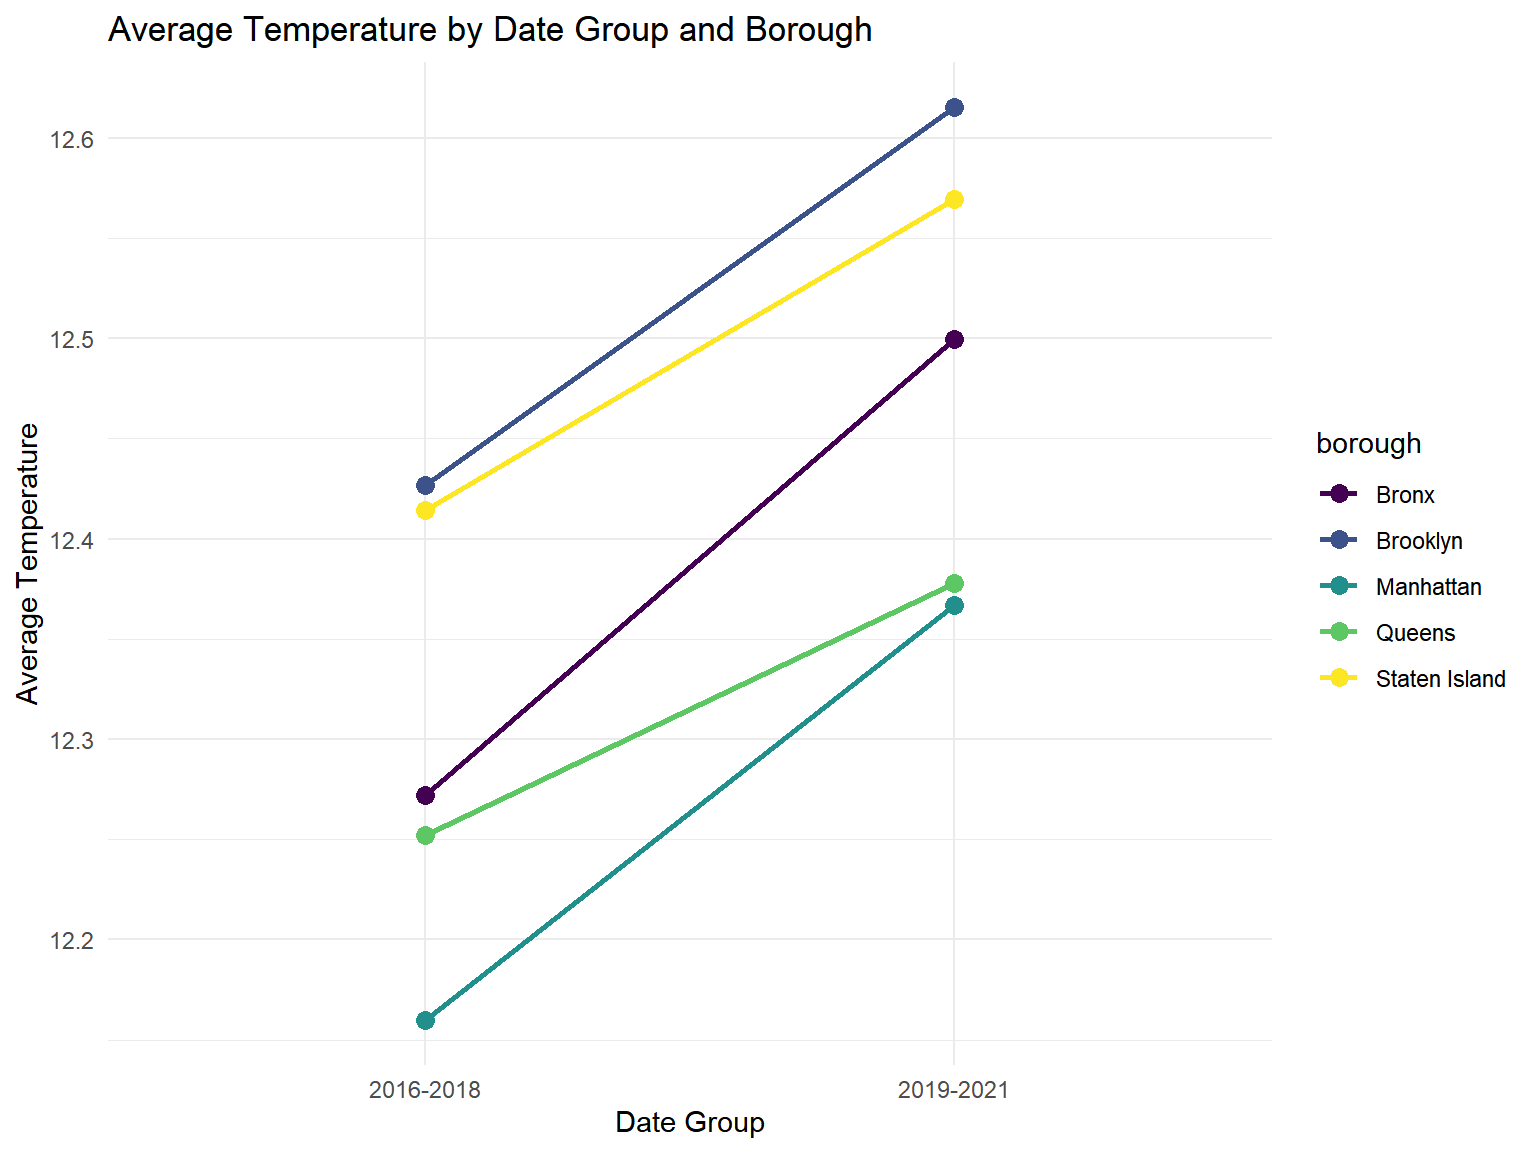 Average Temperature by Date Group and Borough
Average Temperature
12.6
12.5
12.4
12.3
12.2
2016-2018
2019-2021
Date Group
borough
Bronx
Brooklyn
Manhattan
Queens
Staten Island